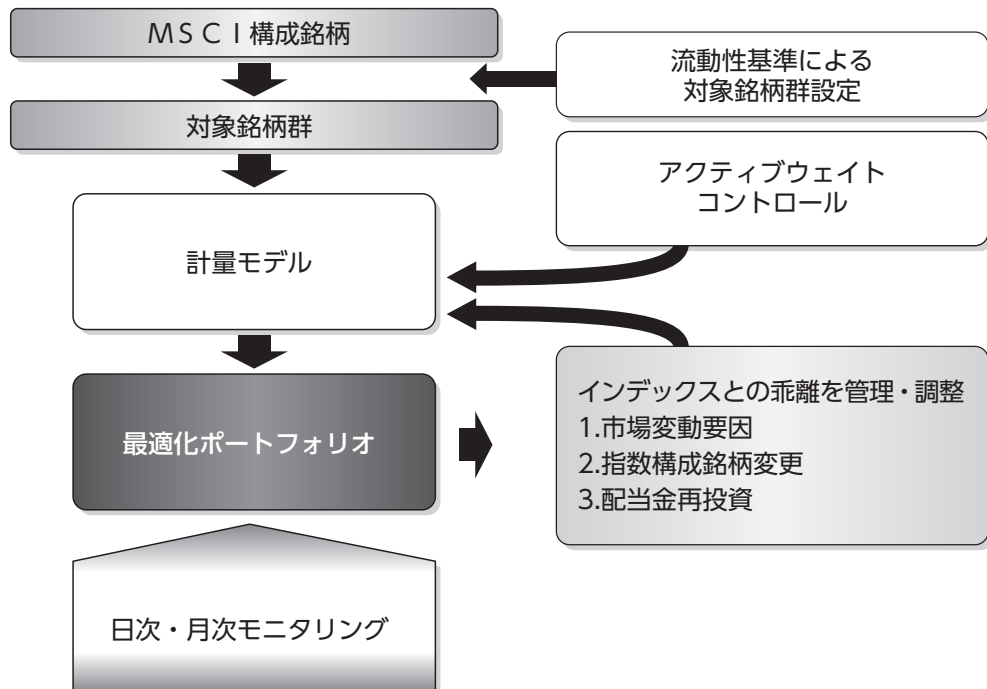 MSCI構成銘柄
流動性基準による
対象銘柄群設定
対象銘柄群
アクティブウェイト
コントロール
計量モデル
インデックスとの乖離を管理・調整
1.市場変動要因
2.指数構成銘柄変更
3.配当金再投資
最適化ポートフォリオ
日次・月次モニタリング